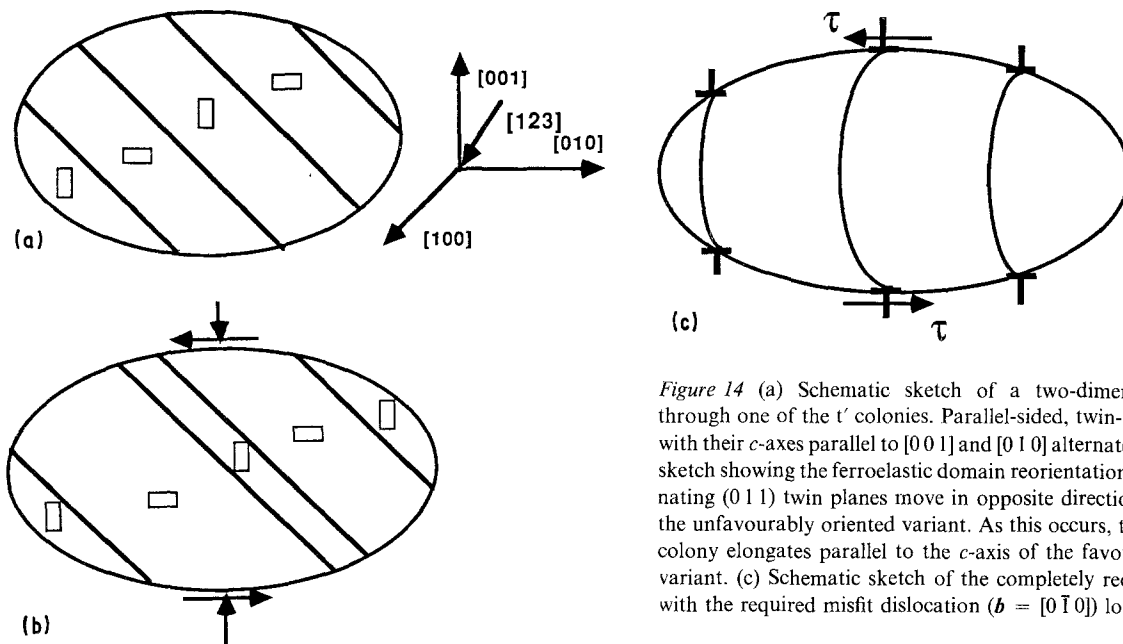 [001]
[123]
[010]
[100]
(a)
(b)
τ
τ
(c)
Figure 14 (a) Schematic sketch of a two-dimer
through one of the t′ colonies. Parallel-sided, twin-
with their c-axes parallel to [0 0 1] and [0 1 0] alternate
sketch showing the ferroelastic domain reorientation
nating (0 1 1) twin planes move in opposite direction
the unfavourably oriented variant. As this occurs, t
colony elongates parallel to the c-axis of the favou
variant. (c) Schematic sketch of the completely reo
with the required misfit dislocation (b = [0 1̄ 0]) lo